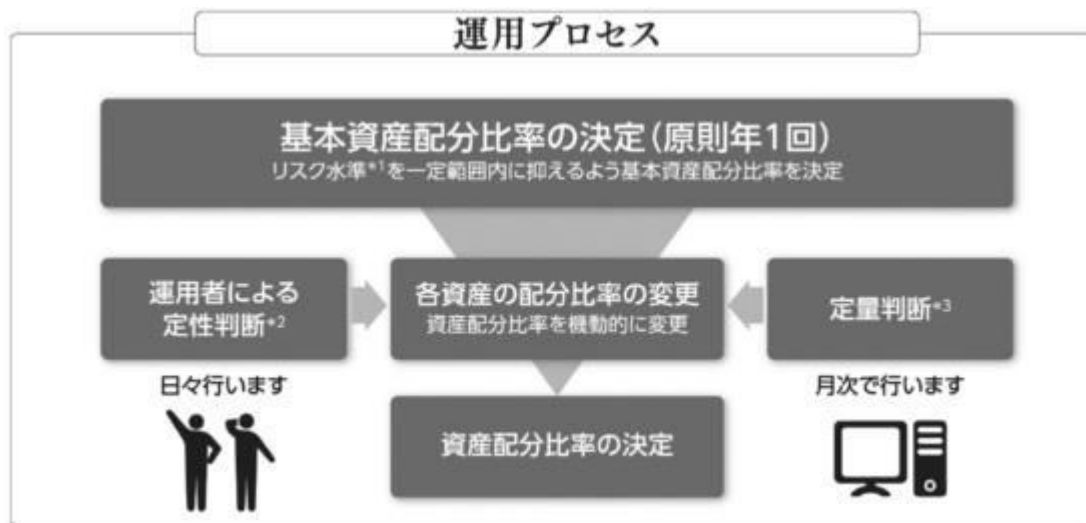 運用プロセス
基本資産配分比率の決定(原則年1回)
リスク水準*1を一定範囲内に抑えるよう基本資産配分比率を決定
運用者による
定性判断*2
日々行います
各資産の配分比率の変更
資産配分比率を機動的に変更
定量判断*3
月次で行います
資産配分比率の決定